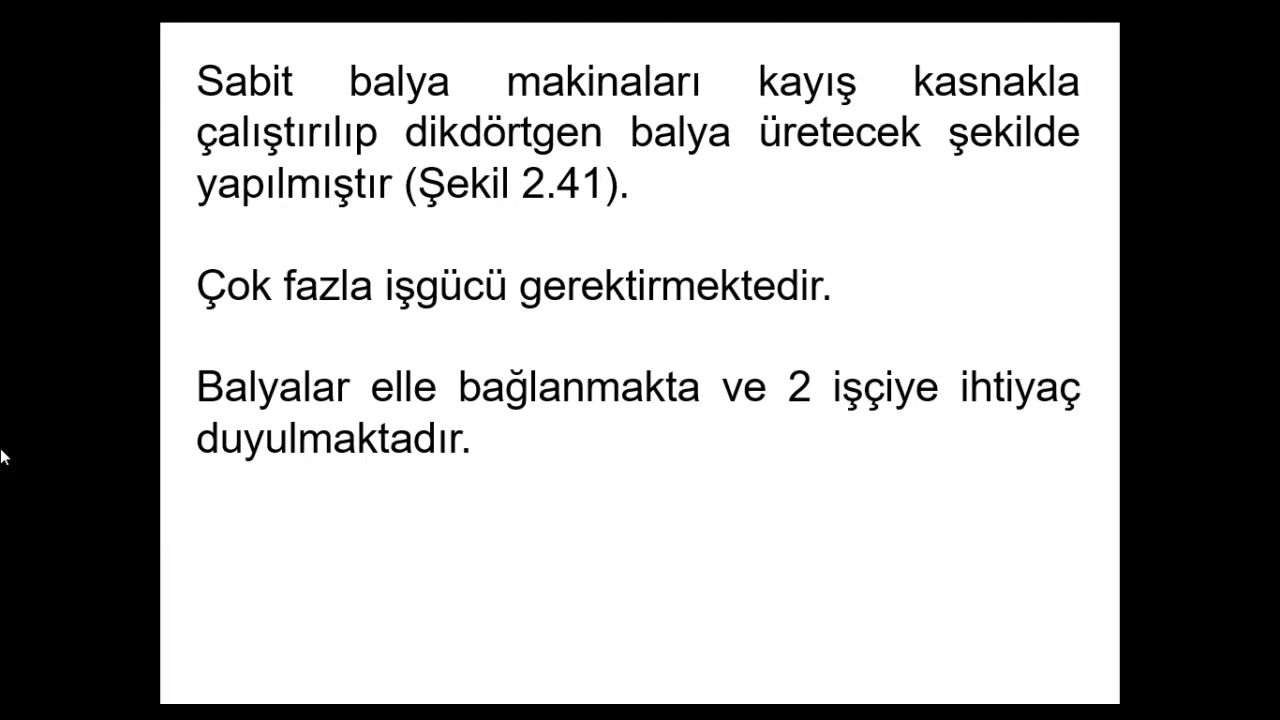 Sabit balya makinaları kayış kasnakla
çalıştırılıp dikdörtgen balya üretecek şekilde
yapılmıştır (Şekil 2.41).
Çok fazla işgücü gerektirmektedir.
Balyalar elle bağlanmakta ve 2 işçiye ihtiyaç
duyulmaktadır.